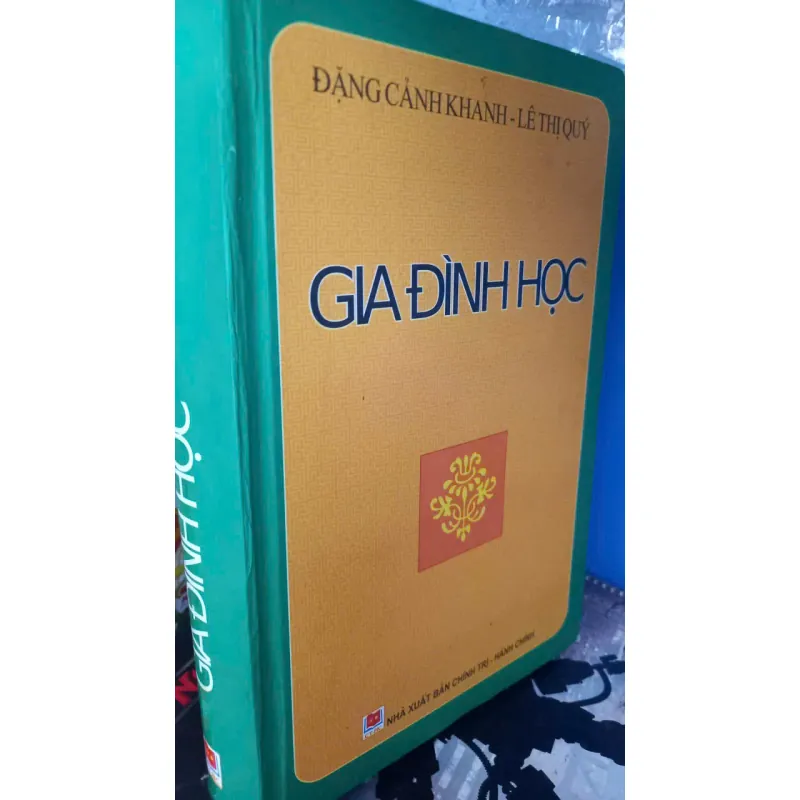 ĐẶNG CẢNH KHANH - LÊ THỊ QUÝ
GIA ĐÌNH HỌC
NHÀ XUẤT BẢN CHÍNH TRỊ - HÀNH CHÍNH
GIA ĐÌNH HỌC